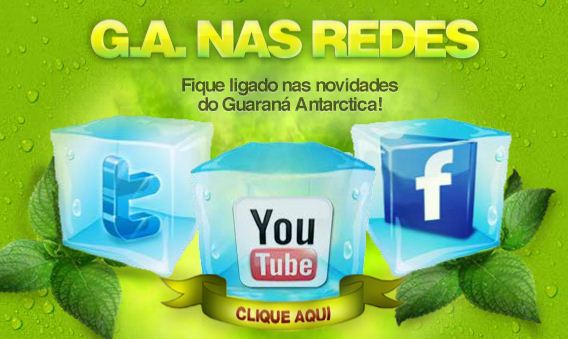 G.A. NAS REDES
Fique ligado nas novidades
do Guaraná Antarctica!
t
f
You
Tube
CLIQUE AQUI